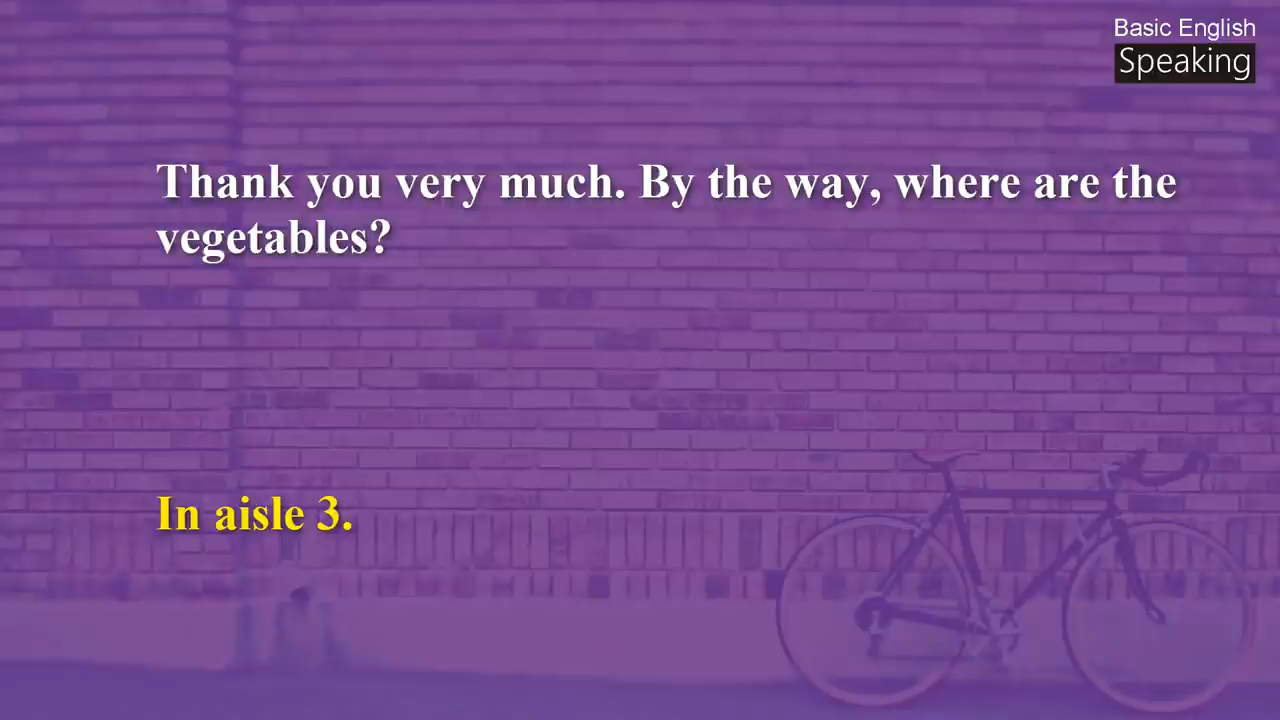 Basic English
Speaking
Thank you very much. By the way, where are the
vegetables?
In aisle 3.